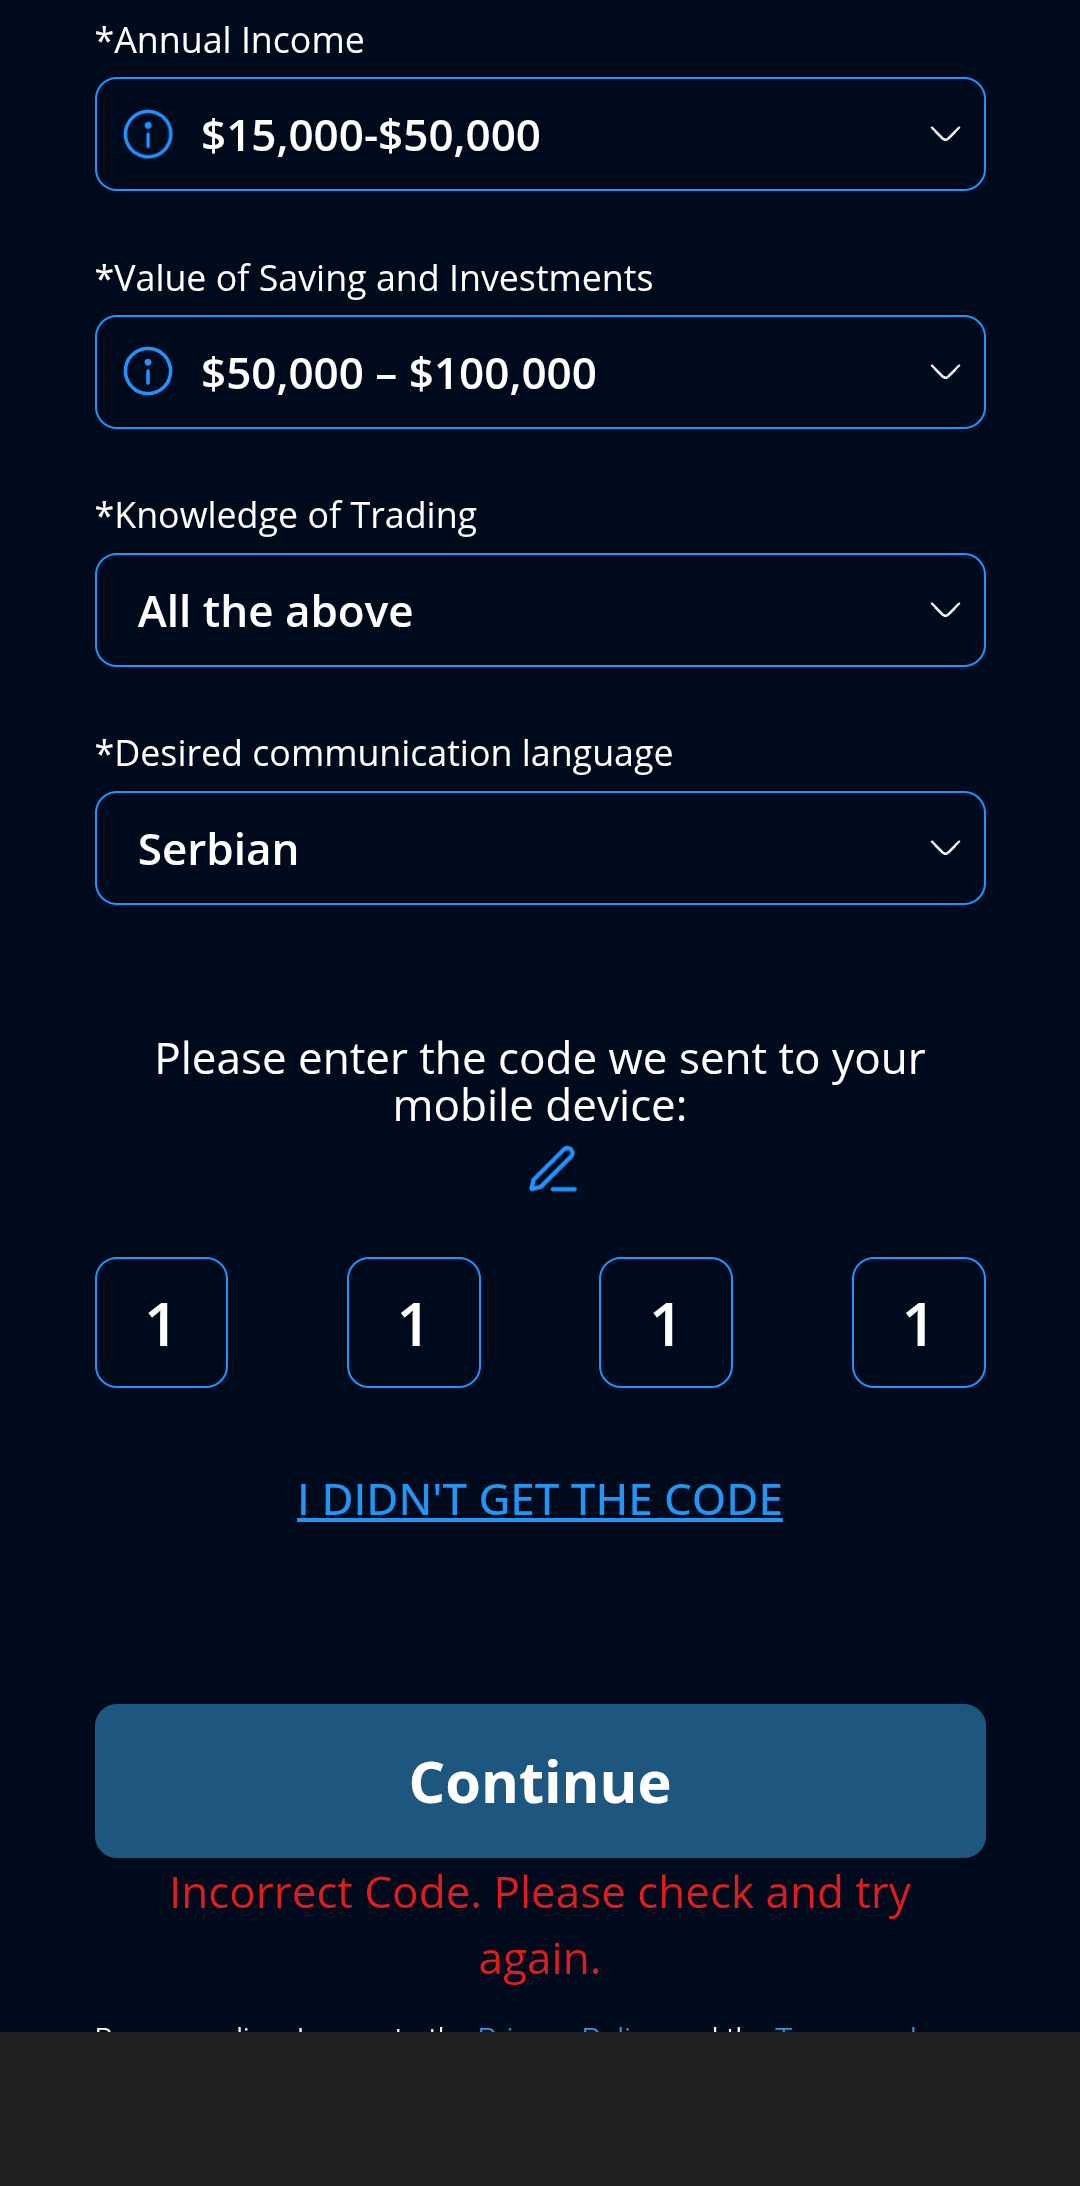 *Annual Income
$15,000-$50,000
*Value of Saving and Investments
$50,000 – $100,000
*Knowledge of Trading
All the above
*Desired communication language
Serbian
Please enter the code we sent to your
mobile device:
1 1 1 1
I DIDN'T GET THE CODE
Continue
Incorrect Code. Please check and try
again.